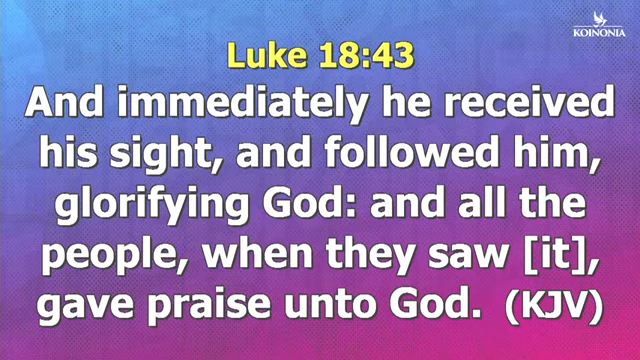 KOINONIA
Luke 18:43
And immediately he received
his sight, and followed him,
glorifying God: and all the
people, when they saw [it],
gave praise unto God. (KJV)